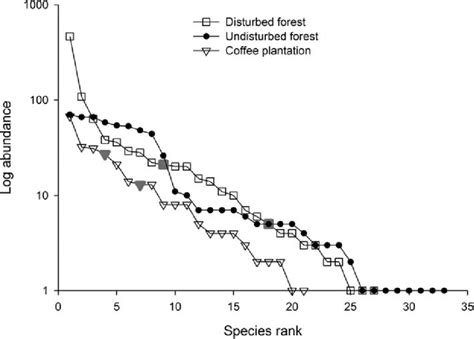 1000
Disturbed forest
Undisturbed forest
Coffee plantation
100
Log abundance
10
1
0 5 10 15 20 25 30 35
Species rank